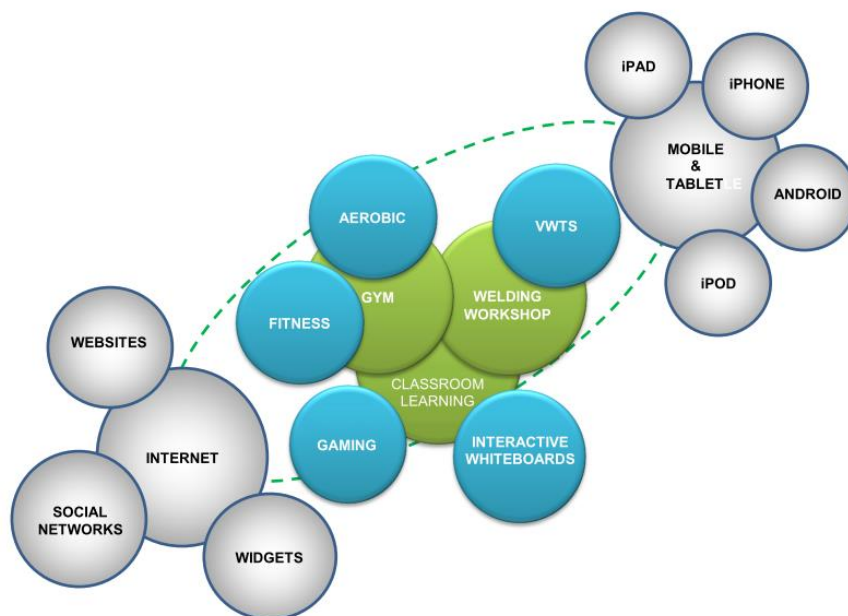 iPAD
iPHONE
MOBILE
&
TABLETLE
ANDROID
iPOD
AEROBIC
VWTS
GYM
WELDING
WORKSHOP
FITNESS
CLASSROOM
LEARNING
GAMING
INTERACTIVE
WHITEBOARDS
WEBSITES
INTERNET
SOCIAL
NETWORKS
WIDGETS